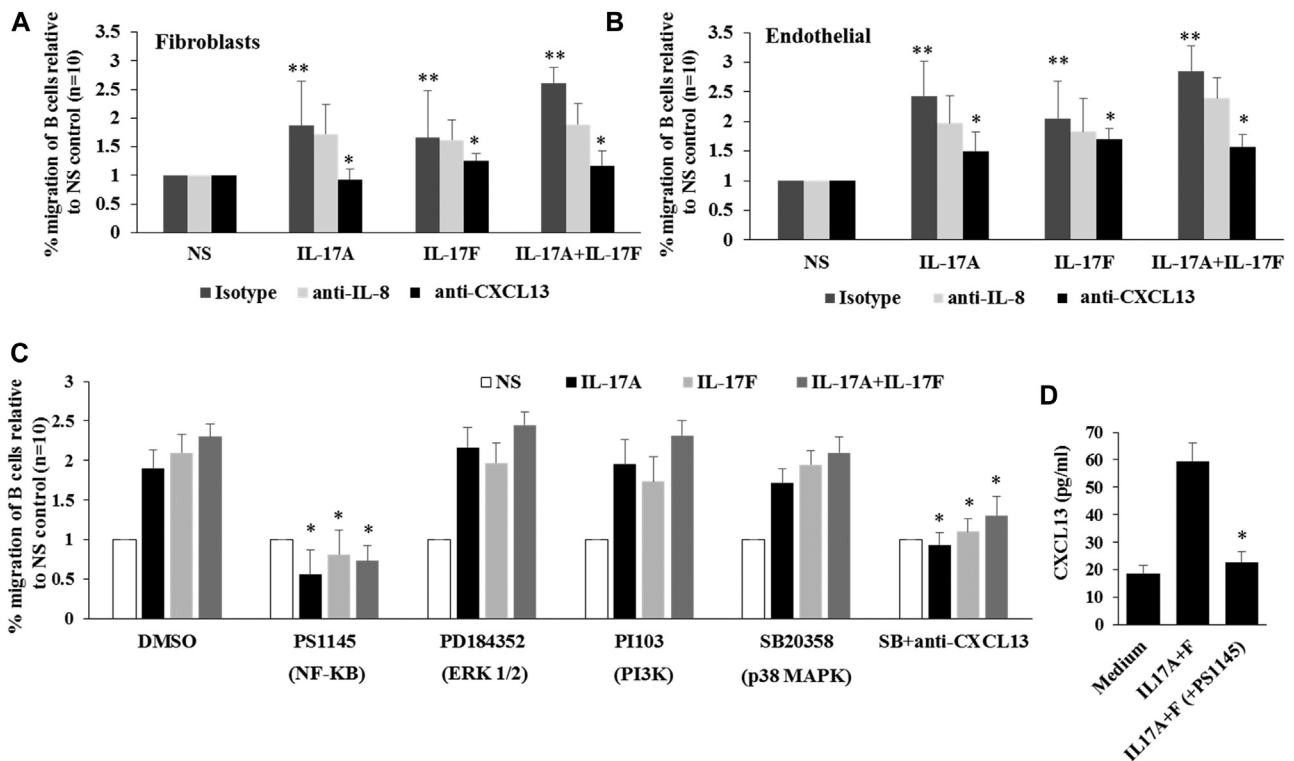 A
% migration of B cells relative
to NS control (n=10)
3.5
3
2.5
2
1.5
1
0.5
0
Fibroblasts
**
*
**
*
**
*
NS
IL-17A
IL-17F
IL-17A+IL-17F
Isotype
anti-IL-8
anti-CXCL13
B
% migration of B cells relative
to NS control (n=10)
3.5
3
2.5
2
1.5
1
0.5
0
Endothelial
**
*
**
*
**
*
NS
IL-17A
IL-17F
IL-17A+IL-17F
Isotype
anti-IL-8
anti-CXCL13
C
% migration of B cells relative
to NS control (n=10)
3
2.5
2
1.5
1
0.5
0
NS
IL-17A
IL-17F
IL-17A+IL-17F
*
*
*
*
*
*
DMSO
PS1145
(NF-KB)
PD184352
(ERK 1/2)
PI103
(PI3K)
SB20358
(p38 MAPK)
SB+anti-CXCL13
D
CXCL13 (pg/ml)
70
60
50
40
30
20
10
0
*
Medium
IL17A+F
IL17A+F (+PS1145)